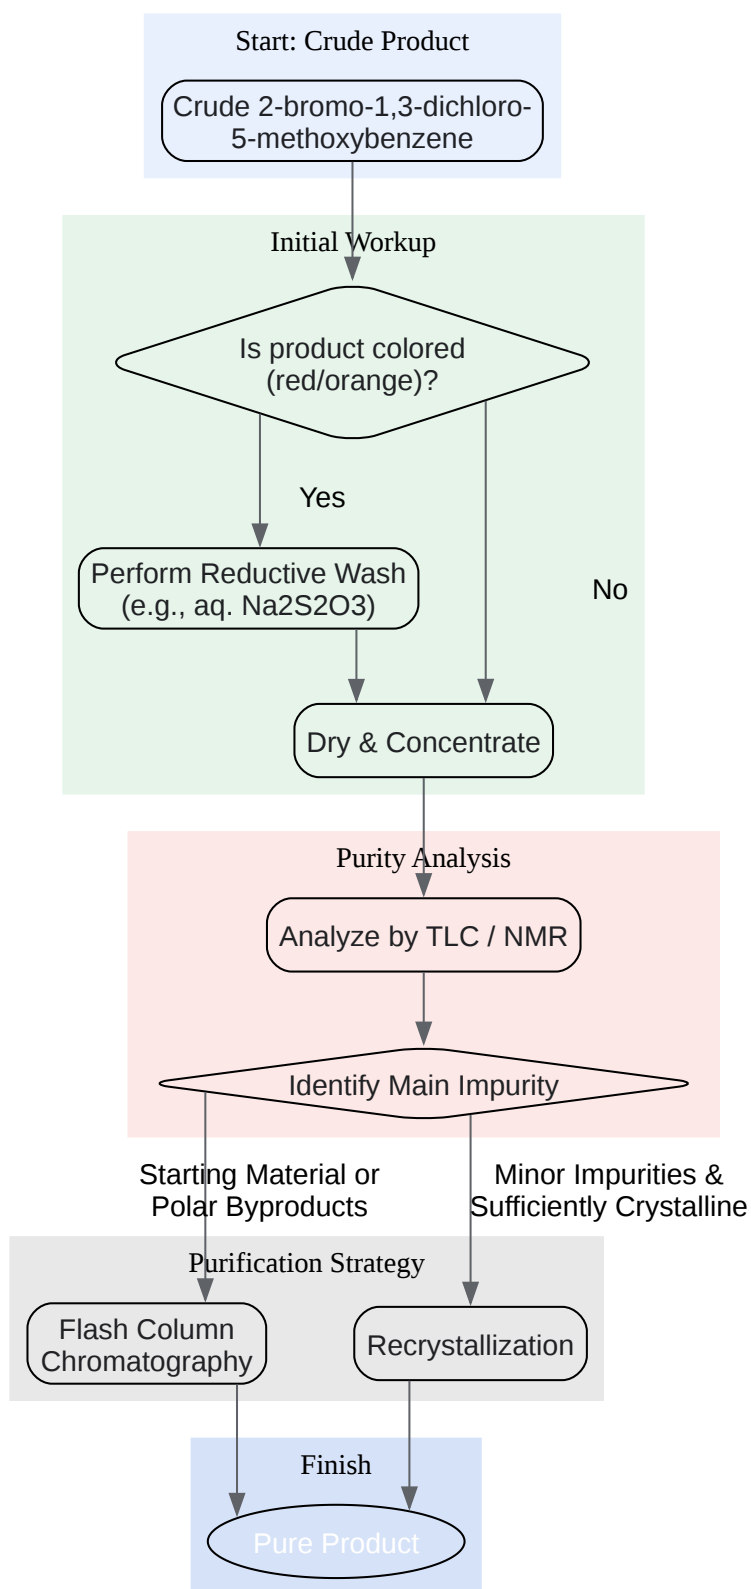 Start: Crude Product
Crude 2-bromo-1,3-dichloro-
5-methoxybenzene
Initial Workup
Is product colored
(red/orange)?
Yes
Perform Reductive Wash
(e.g., aq. Na2S2O3)
No
Dry & Concentrate
Purity Analysis
Analyze by TLC / NMR
Identify Main Impurity
Starting Material or
Polar Byproducts
Minor Impurities &
Sufficiently Crystalline
Purification Strategy
Flash Column
Chromatography
Recrystallization
Finish
Pure Product